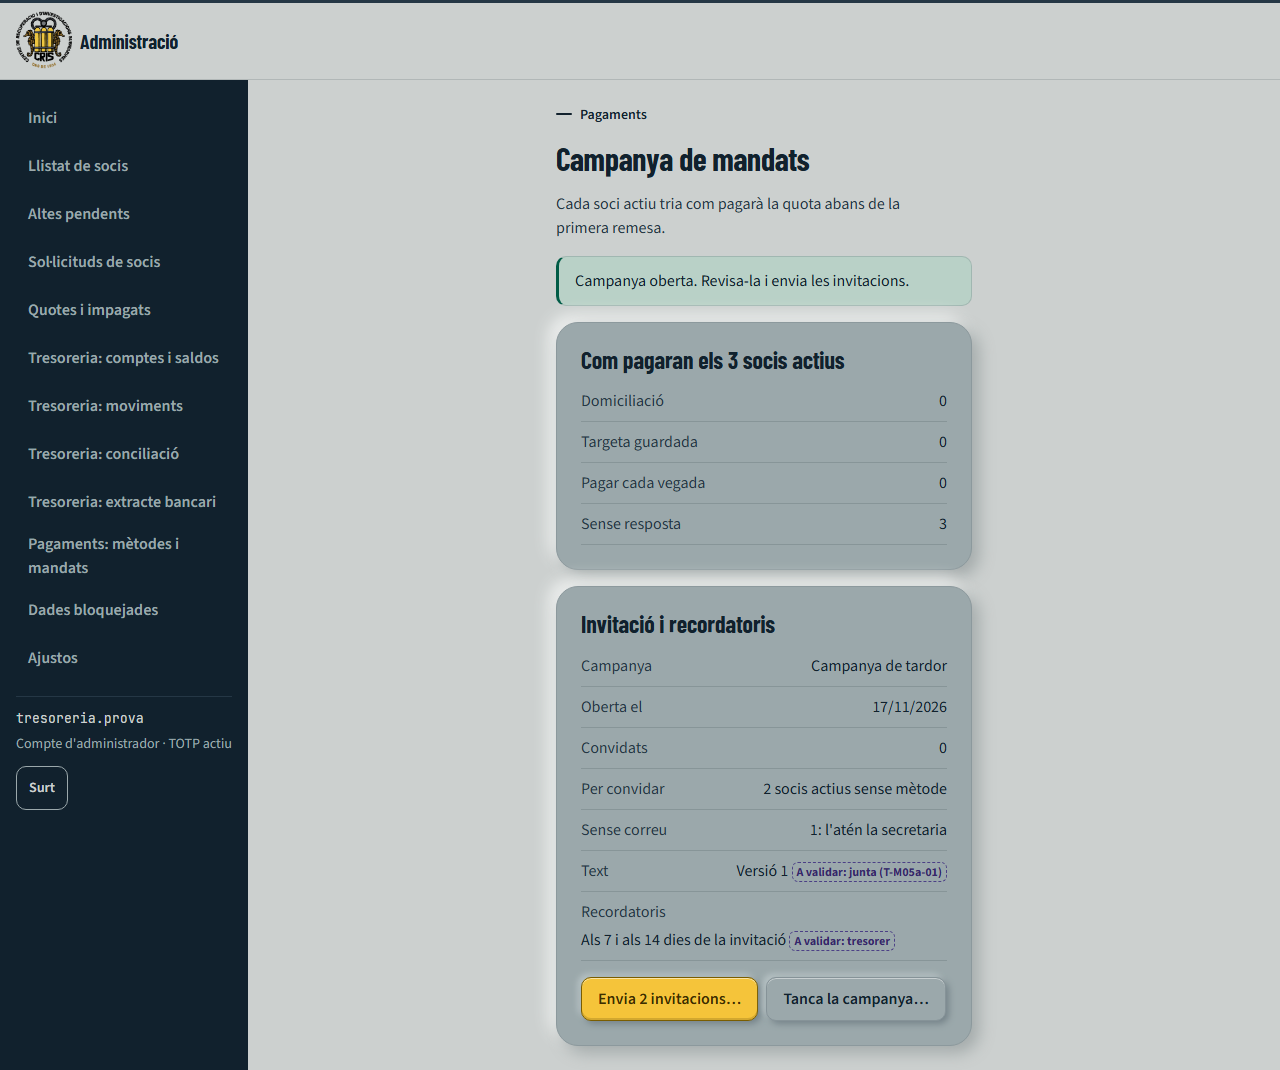 CRIS
Administració
Inici
Llistat de socis
Altes pendents
Sol·licituds de socis
Quotes i impagats
Tresoreria: comptes i saldos
Tresoreria: moviments
Tresoreria: conciliació
Tresoreria: extracte bancari
Pagaments: mètodes i
mandats
Dades bloquejades
Ajustos
tresoreria.prova
Compte d'administrador · TOTP actiu
Surt
Pagaments
Campanya de mandats
Cada soci actiu tria com pagarà la quota abans de la
primera remesa.
Campanya oberta. Revisa-la i envia les invitacions.
Com pagaran els 3 socis actius
Domiciliació 0
Targeta guardada 0
Pagar cada vegada 0
Sense resposta 3
Invitació i recordatoris
Campanya Campanya de tardor
Oberta el 17/11/2026
Convidats 0
Per convidar 2 socis actius sense mètode
Sense correu 1: l'atén la secretaria
Text Versió 1 A validar: junta (T-M05a-01)
Recordatoris
Als 7 i als 14 dies de la invitació A validar: tresorer
Envia 2 invitacions… Tanca la campanya…